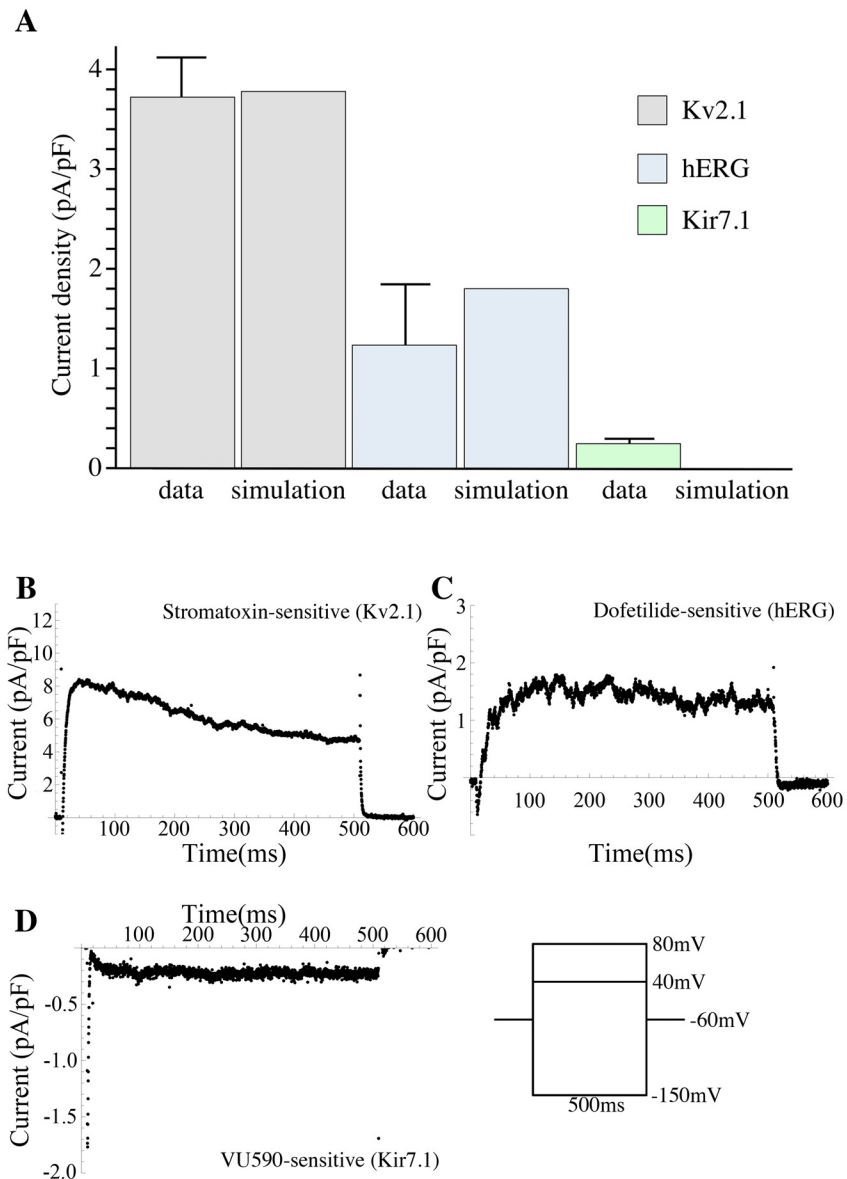 A
Current density (pA/pF)
4
3
2
1
0
Kv2.1
hERG
Kir7.1
data simulation data simulation data simulation
B
Stromatoxin-sensitive (Kv2.1)
Current (pA/pF)
12
10
8
6
4
2
100 200 300 400 500 600
Time(ms)
C
Dofetilide-sensitive (hERG)
Current (pA/pF)
3
2
1
100 200 300 400 500 600
Time(ms)
D
Time(ms)
100 200 300 400 500 600
Current (pA/pF)
-0.5
-1.0
-1.5
-2.0
VU590-sensitive (Kir7.1)
80mV
40mV
-60mV
-150mV
500ms